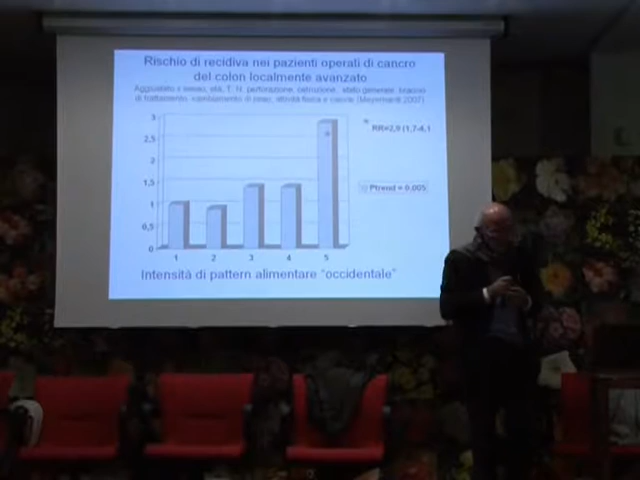 Rischio di recidiva nei pazienti operati di cancro
del colon localmente avanzato
Aggiustato x sesso, età, T, N, perforazione, ostruzione, stato generale, braccio
di trattamento, cambiamento di peso, attività fisica e calorie (Meyerhardt 2007)
3
* RR=2,9 (1,7-4,1
2,5
2
Ptrend = 0.005
1,5
1
0,5
0
1 2 3 4 5
Intensità di pattern alimentare "occidentale"